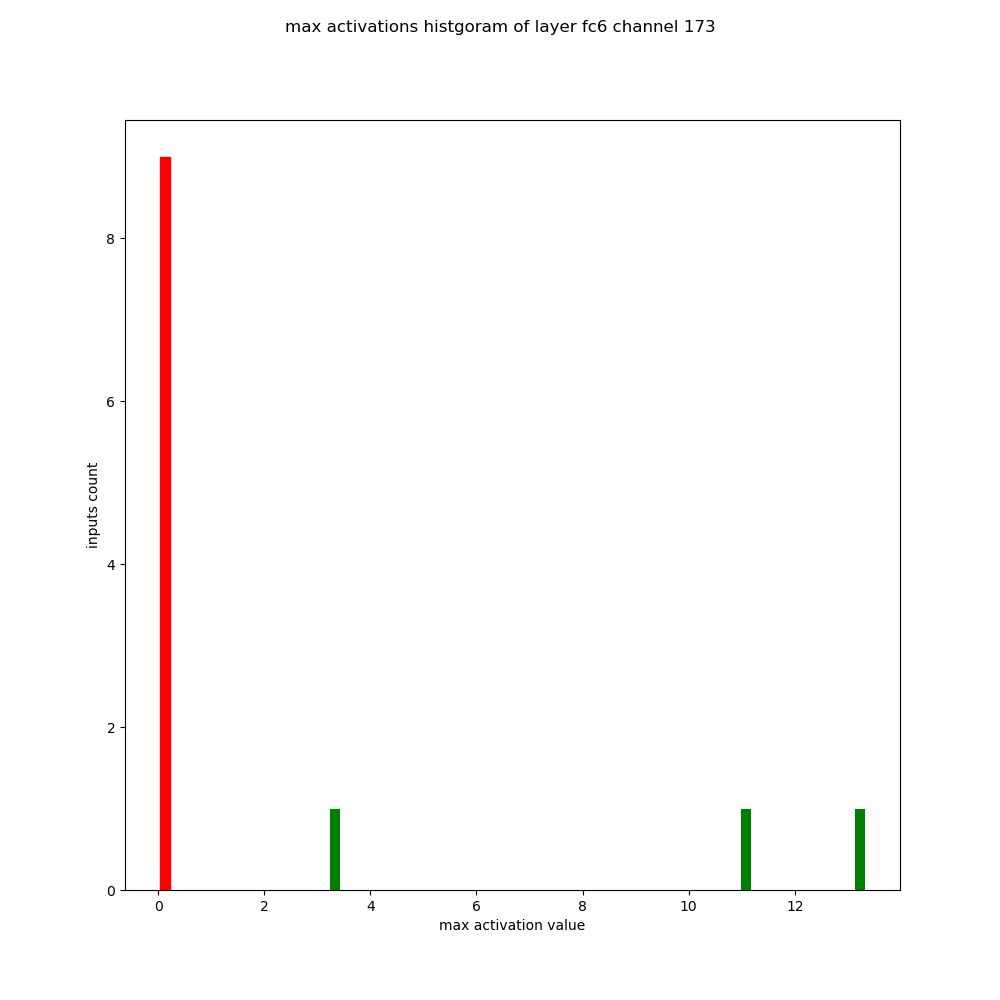 max activations histgoram of layer fc6 channel 173
8
6
4
2
0
inputs count
0 2 4 6 8 10 12
max activation value